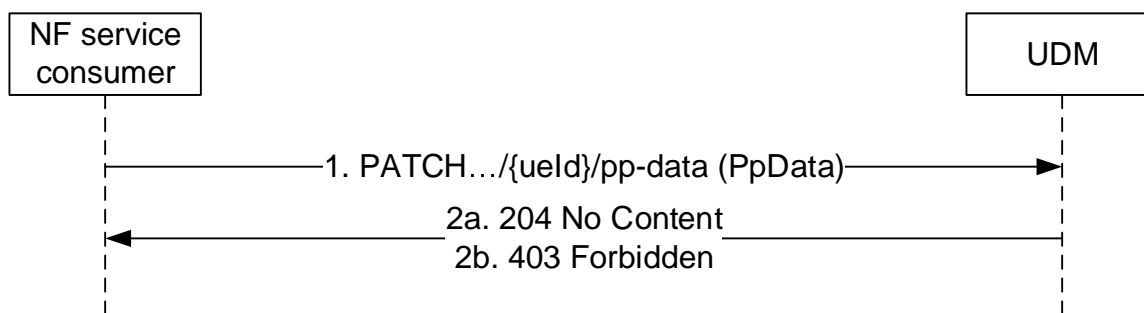 NF service
consumer
UDM
1. PATCH…/{ueId}/pp-data (PpData)
2a. 204 No Content
2b. 403 Forbidden